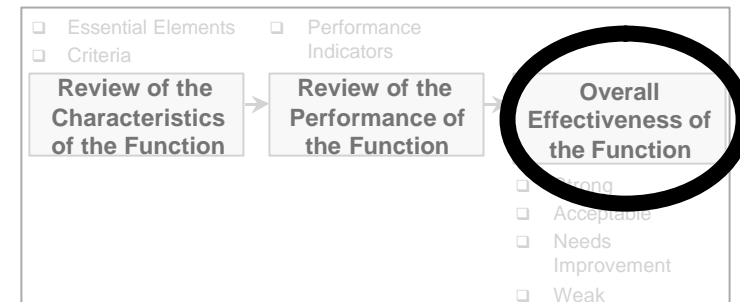 Essential Elements
Criteria
Performance
Indicators
Review of the
Characteristics
of the Function
Review of the
Performance of
the Function
Overall
Effectiveness of
the Function
Strong
Acceptable
Needs
Improvement
Weak